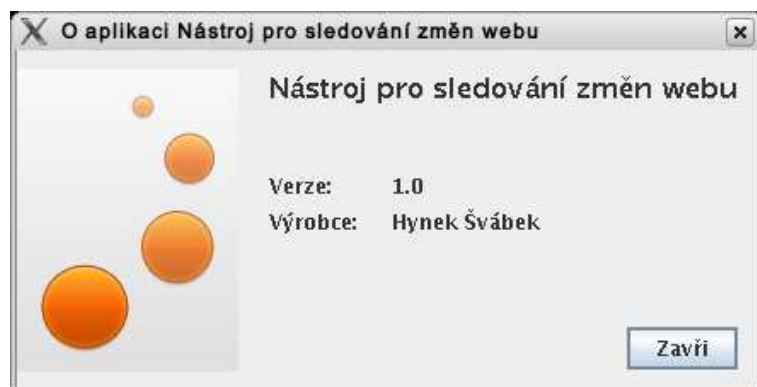 O aplikaci Nástroj pro sledování změn webu
Nástroj pro sledování změn webu
Verze: 1.0
Výrobce: Hynek Švábek
Zavři